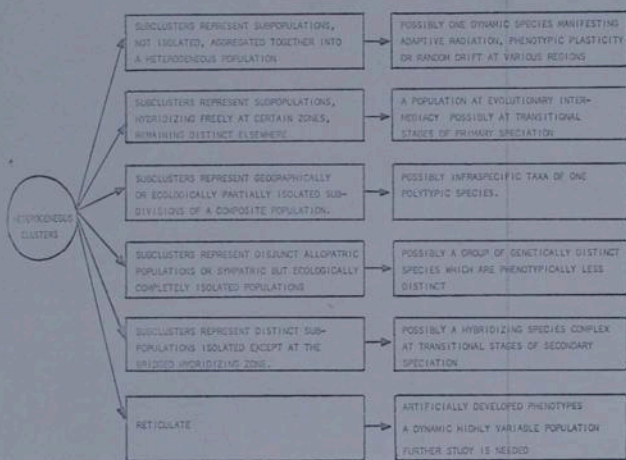 SUBCLUSTERS REPRESENT SUBPOPULATIONS,
NOT ISOLATED, AGGREGATED TOGETHER INTO
A HETEROGENEOUS POPULATION
POSSIBLY ONE DYNAMIC SPECIES MANIFESTING
ADAPTIVE RADIATION, PHENOTYPIC PLASTICITY
OR RANDOM DRIFT AT VARIOUS REGIONS
SUBCLUSTERS REPRESENT SUBPOPULATIONS,
HYBRIDIZING FREELY AT CERTAIN ZONES,
REMAINING DISTINCT ELSEWHERE
A POPULATION AT EVOLUTIONARY INTER-
MEDIACY POSSIBLY AT TRANSITIONAL
STAGES OF PRIMARY SPECIATION
SUBCLUSTERS REPRESENT GEOGRAPHICALLY
OR ECOLOGICALLY PARTIALLY ISOLATED SUB-
DIVISIONS OF A COMPOSITE POPULATION.
POSSIBLY INFRASPECIFIC TAXA OF ONE
POLYTYPIC SPECIES.
HETEROGENEOUS
CLUSTERS
SUBCLUSTERS REPRESENT DISJUNCT ALLOPATRIC
POPULATIONS OR SYMPATRIC BUT ECOLOGICALLY
COMPLETELY ISOLATED POPULATIONS
POSSIBLY A GROUP OF GENETICALLY DISTINCT
SPECIES WHICH ARE PHENOTYPICALLY LESS
DISTINCT
SUBCLUSTERS REPRESENT DISTINCT SUB-
POPULATIONS ISOLATED EXCEPT AT THE
BRIDGED HYBRIDIZING ZONE.
POSSIBLY A HYBRIDIZING SPECIES COMPLEX
AT TRANSITIONAL STAGES OF SECONDARY
SPECIATION
RETICULATE
ARTIFICIALLY DEVELOPED PHENOTYPES
A DYNAMIC HIGHLY VARIABLE POPULATION
FURTHER STUDY IS NEEDED